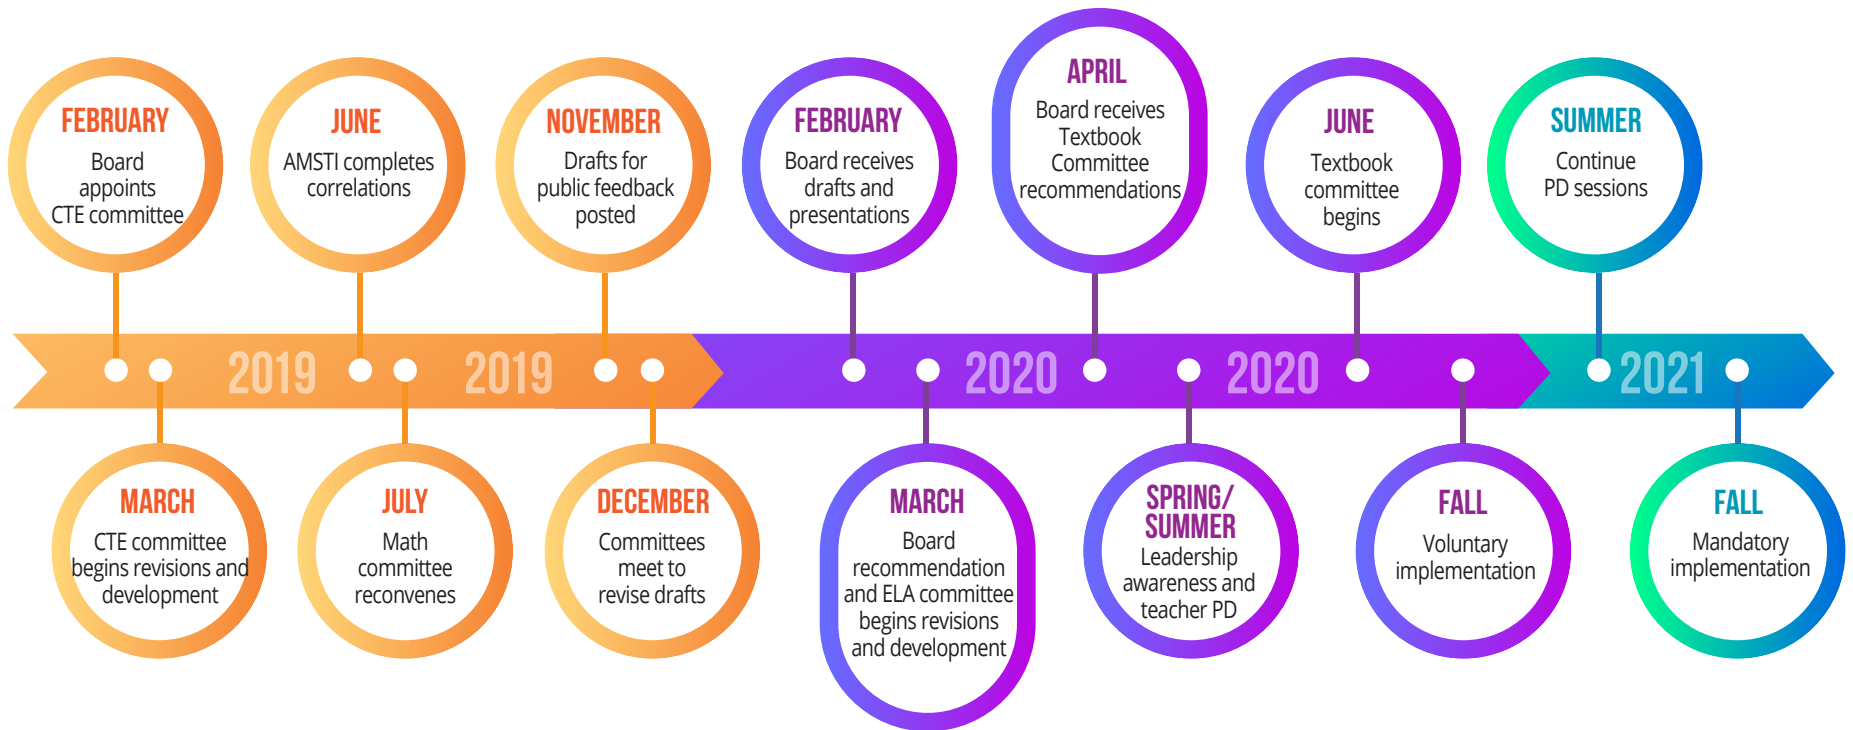 FEBRUARY
Board
appoints
CTE committee
JUNE
AMSTI completes
correlations
NOVEMBER
Drafts for
public feedback
posted
FEBRUARY
Board receives
drafts and
presentations
APRIL
Board receives
Textbook
Committee
recommendations
JUNE
Textbook
committee
begins
SUMMER
Continue
PD sessions
2019
2019
2020
2020
2021
MARCH
CTE committee
begins revisions and
development
JULY
Math
committee
reconvenes
DECEMBER
Committees
meet to
revise drafts
MARCH
Board
recommendation
and ELA committee
begins revisions
and development
SPRING/
SUMMER
Leadership
awareness and
teacher PD
FALL
Voluntary
implementation
FALL
Mandatory
implementation